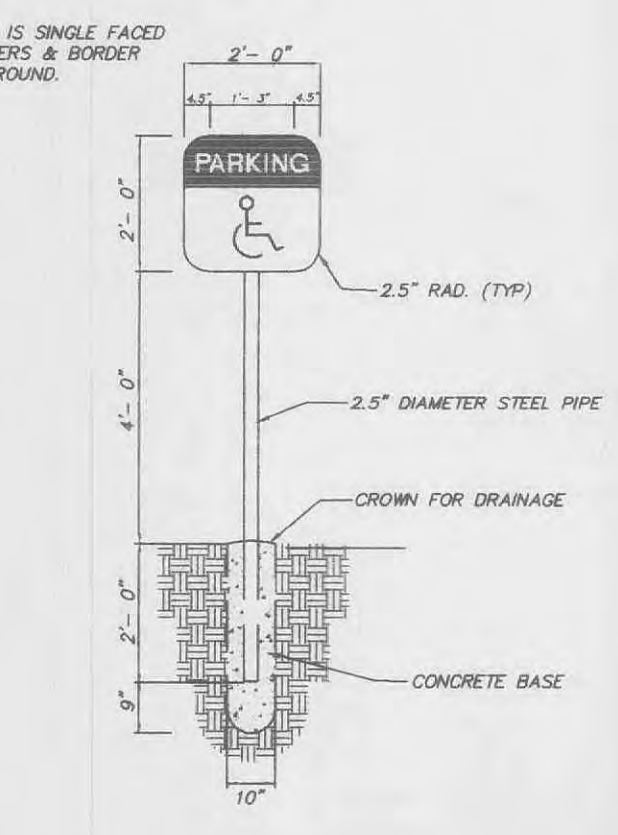 IS SINGLE FACED
ERS & BORDER
ROUND.
2'- 0"
4.5" 1'- 3" 4.5"
PARKING
2'- 0"
2.5" RAD. (TYP)
4'- 0"
2.5" DIAMETER STEEL PIPE
CROWN FOR DRAINAGE
2'- 0"
CONCRETE BASE
9"
10"